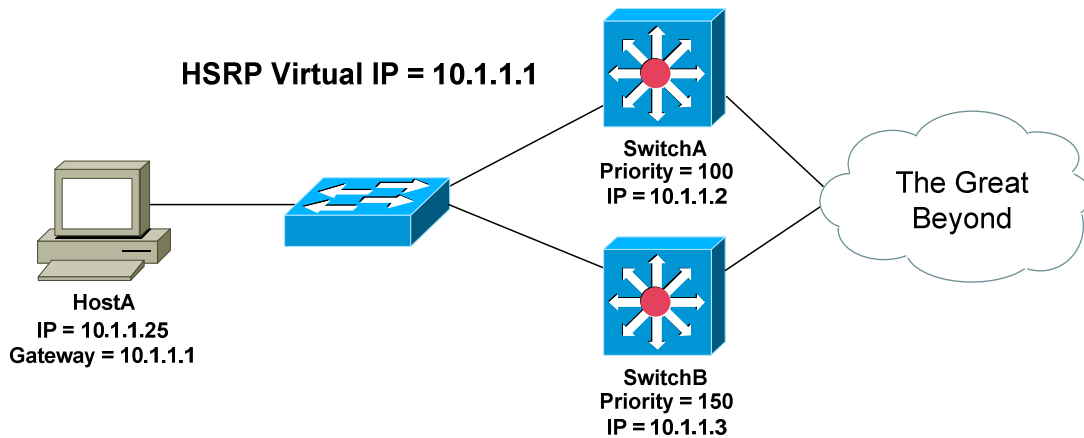 HSRP Virtual IP = 10.1.1.1
SwitchA
Priority = 100
IP = 10.1.1.2
The Great
Beyond
HostA
IP = 10.1.1.25
Gateway = 10.1.1.1
SwitchB
Priority = 150
IP = 10.1.1.3